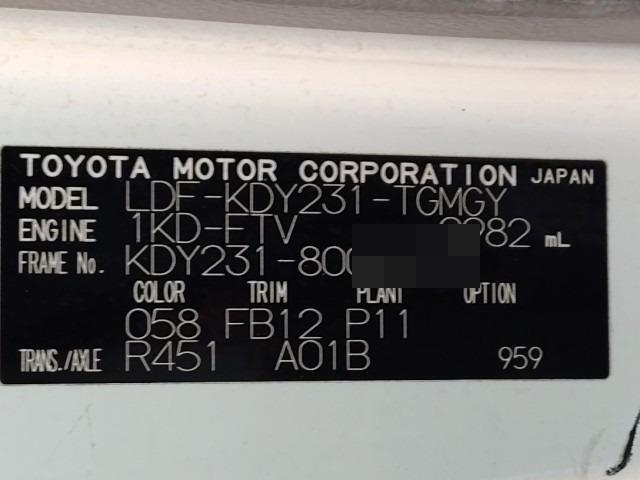 TOYOTA MOTOR CORPORATION JAPAN
MODEL LDF-KDY231-TGMGY
ENGINE 1KD-FTV 2982 mL
FRAME No. KDY231-800
COLOR TRIM PLANT OPTION
058 FB12 P11
TRANS./AXLE R451 A01B 959